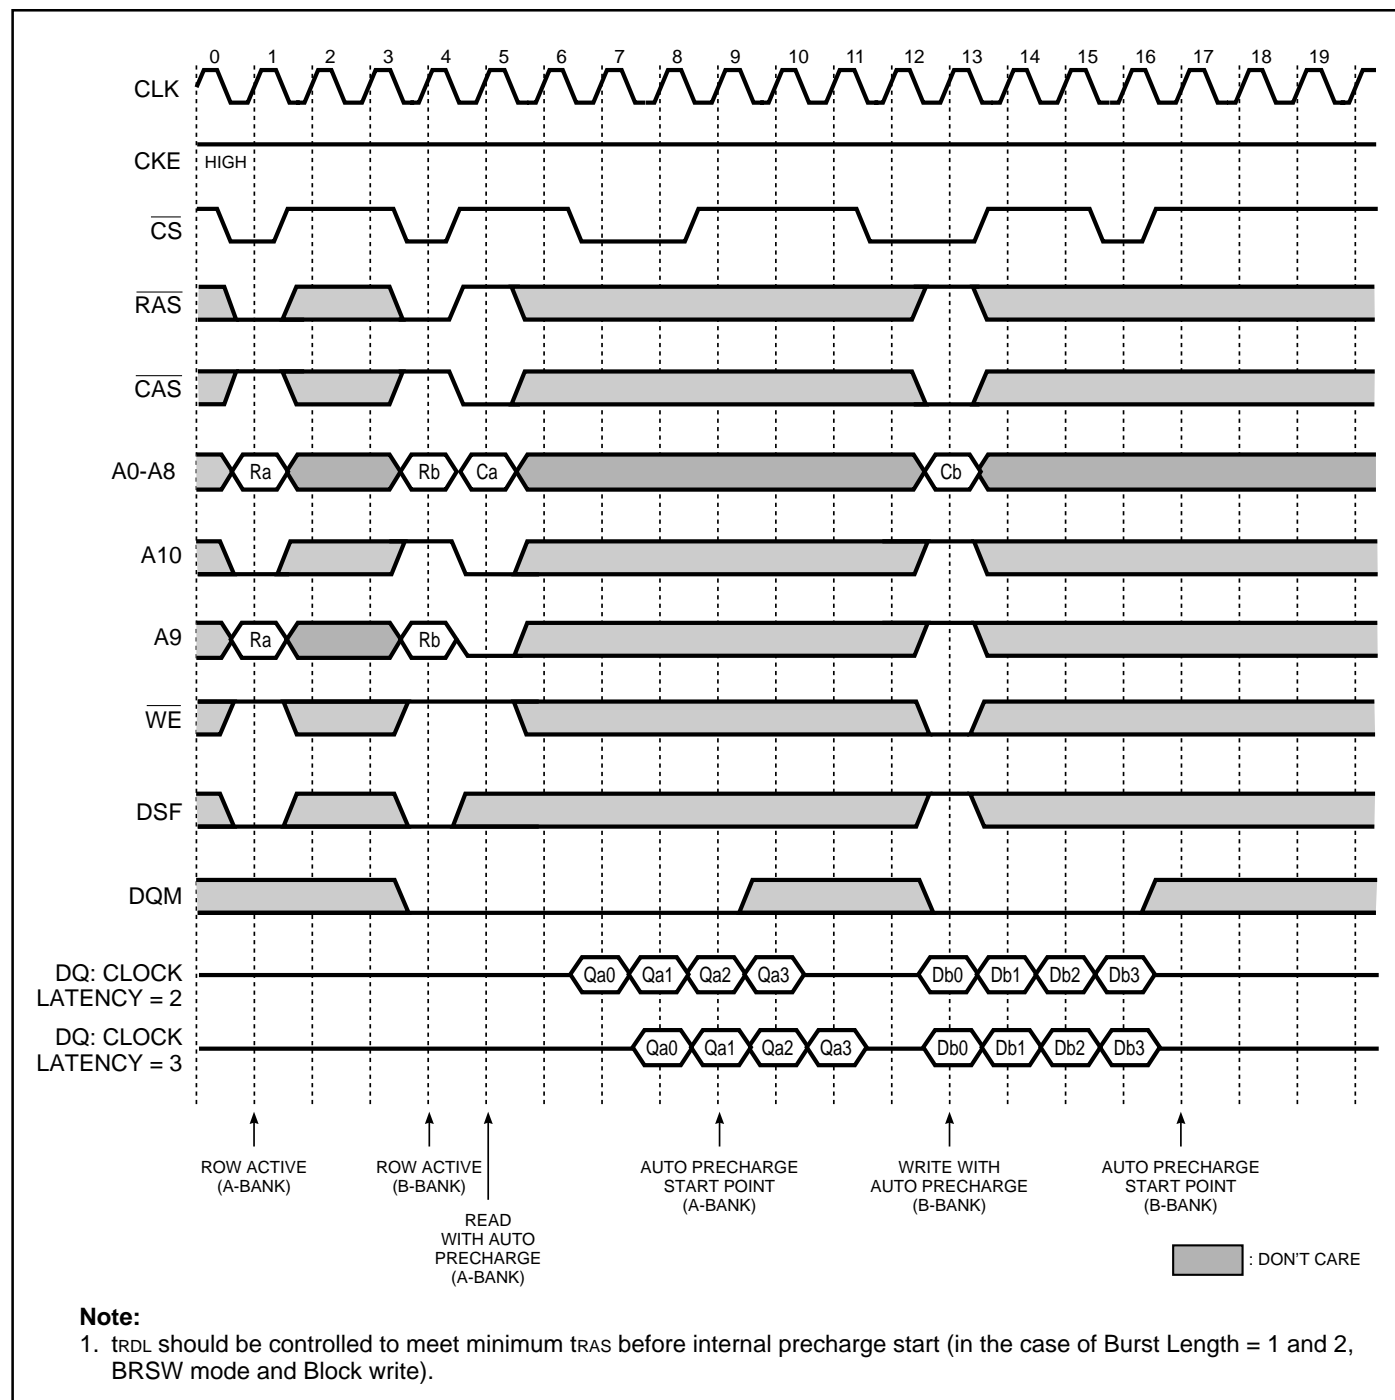 0 1 2 3 4 5 6 7 8 9 10 11 12 13 14 15 16 17 18 19
CLK
CKE HIGH
CS
RAS
CAS
A0-A8 Ra Rb Ca Cb
A10
A9 Ra Rb
WE
DSF
DQM
DQ: CLOCK
LATENCY = 2
Qa0 Qa1 Qa2 Qa3 Db0 Db1 Db2 Db3
DQ: CLOCK
LATENCY = 3
Qa0 Qa1 Qa2 Qa3 Db0 Db1 Db2 Db3
ROW ACTIVE
(A-BANK)
ROW ACTIVE
(B-BANK)
READ
WITH AUTO
PRECHARGE
(A-BANK)
AUTO PRECHARGE
START POINT
(A-BANK)
WRITE WITH
AUTO PRECHARGE
(B-BANK)
AUTO PRECHARGE
START POINT
(B-BANK)
: DON'T CARE
Note:
1. tRDL should be controlled to meet minimum tRAS before internal precharge start (in the case of Burst Length = 1 and 2,
BRSW mode and Block write).